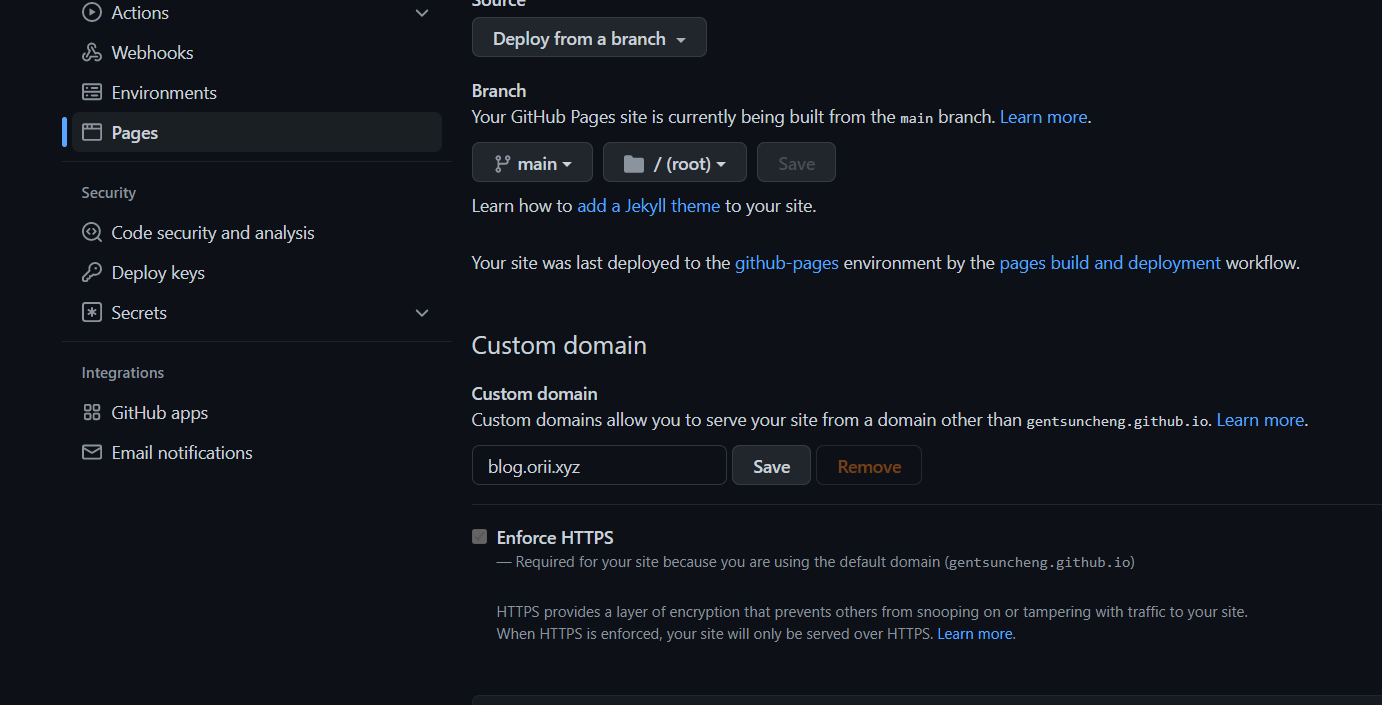 Actions
Webhooks
Environments
Pages
Security
Code security and analysis
Deploy keys
Secrets
Integrations
GitHub apps
Email notifications
Source
Deploy from a branch
Branch
Your GitHub Pages site is currently being built from the main branch. Learn more.
main / (root) Save
Learn how to add a Jekyll theme to your site.
Your site was last deployed to the github-pages environment by the pages build and deployment workflow.
Custom domain
Custom domain
Custom domains allow you to serve your site from a domain other than gentsuncheng.github.io. Learn more.
blog.orii.xyz Save Remove
Enforce HTTPS
— Required for your site because you are using the default domain (gentsuncheng.github.io)
HTTPS provides a layer of encryption that prevents others from snooping on or tampering with traffic to your site.
When HTTPS is enforced, your site will only be served over HTTPS. Learn more.